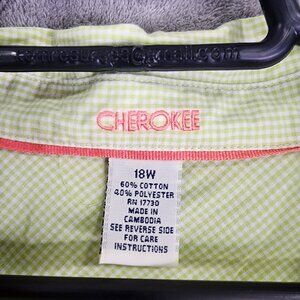 CHEROKEE
18W
60% COTTON
40% POLYESTER
RN 17730
MADE IN
CAMBODIA
SEE REVERSE SIDE
FOR CARE
INSTRUCTIONS